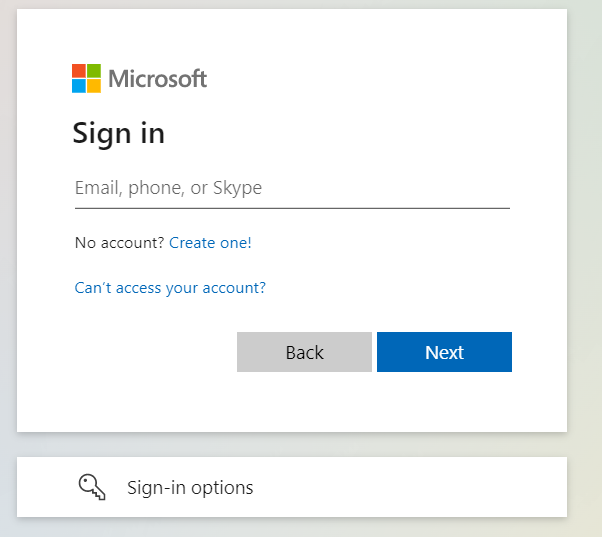 Microsoft
Sign in
Email, phone, or Skype
No account? Create one!
Can't access your account?
Back
Next
Sign-in options